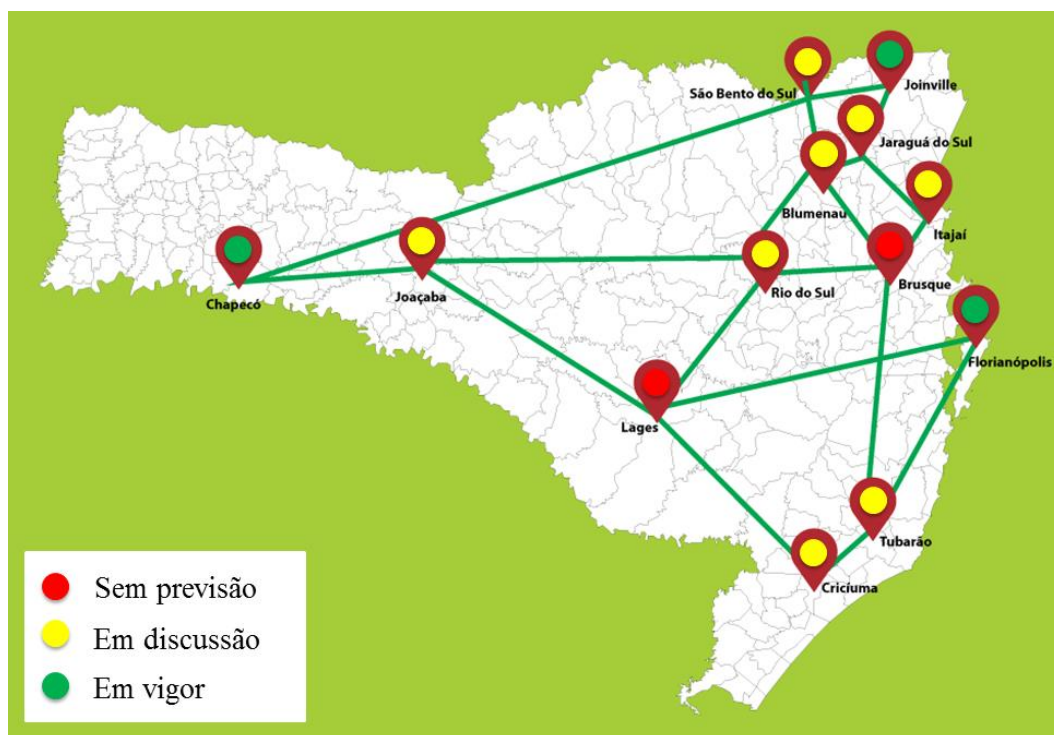 São Bento do Sul
Joinville
Jaraguá do Sul
Blumenau
Itajaí
Chapecó
Joaçaba
Rio do Sul
Brusque
Florianópolis
Lages
Tubarão
Cricíuma
Sem previsão
Em discussão
Em vigor